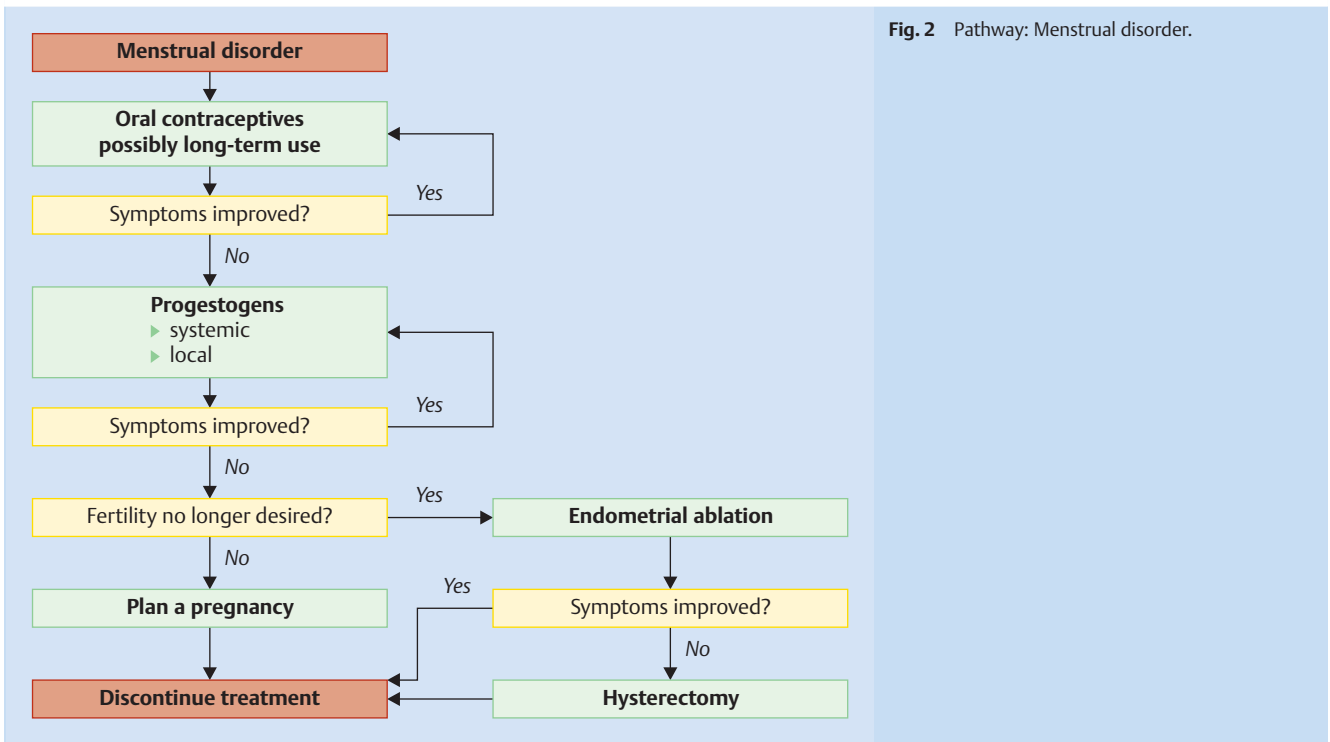 Fig. 2 Pathway: Menstrual disorder.
Menstrual disorder
Oral contraceptives
possibly long-term use
Symptoms improved?
Yes
No
Progestogens
▶ systemic
▶ local
Symptoms improved?
Yes
No
Fertility no longer desired?
Yes
Endometrial ablation
No
Plan a pregnancy
Yes
Symptoms improved?
No
Discontinue treatment
Hysterectomy